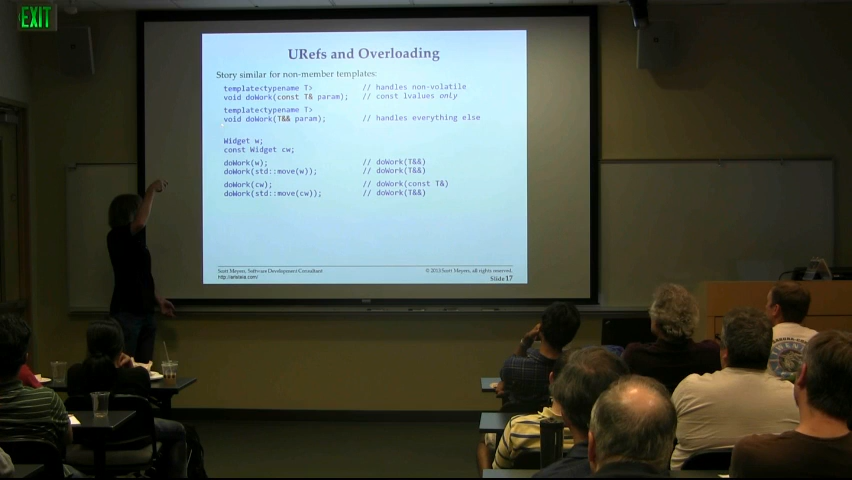 EXIT
URefs and Overloading
Story similar for non-member templates:
template<typename T> // handles non-volatile
void doWork(const T& param); // const lvalues only
template<typename T>
void doWork(T&& param); // handles everything else
Widget w;
const Widget cw;
doWork(w); // doWork(T&&)
doWork(std::move(w)); // doWork(T&&)
doWork(cw); // doWork(const T&)
doWork(std::move(cw)); // doWork(T&&)
Scott Meyers, Software Development Consultant © 2013 Scott Meyers, all rights reserved.
http://aristeia.com/ Slide 17